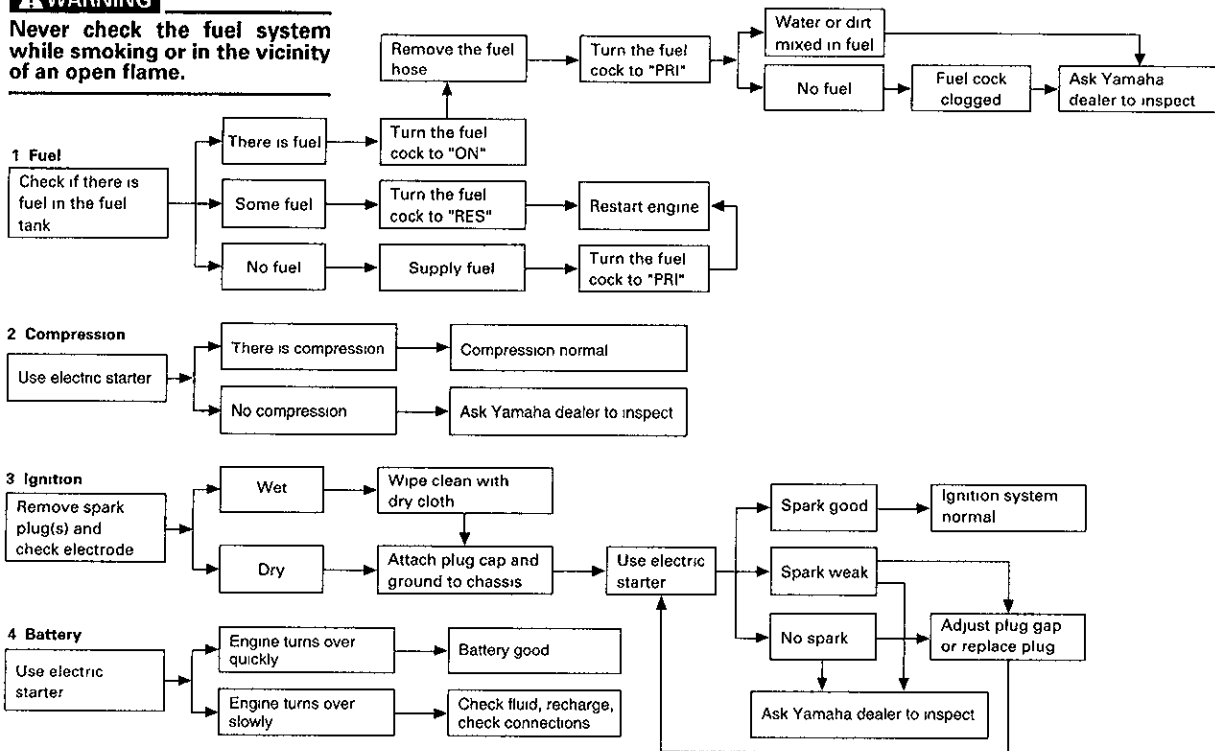 WARNING
Never check the fuel system
while smoking or in the vicinity
of an open flame.
Remove the fuel
hose
Turn the fuel
cock to "PRI"
Water or dirt
mixed in fuel
No fuel
Fuel cock
clogged
Ask Yamaha
dealer to inspect
1 Fuel
Check if there is
fuel in the fuel
tank
There is fuel
Turn the fuel
cock to "ON"
Some fuel
Turn the fuel
cock to "RES"
Restart engine
No fuel
Supply fuel
Turn the fuel
cock to "PRI"
2 Compression
Use electric starter
There is compression
Compression normal
No compression
Ask Yamaha dealer to inspect
3 Ignition
Remove spark
plug(s) and
check electrode
Wet
Wipe clean with
dry cloth
Dry
Attach plug cap and
ground to chassis
Use electric
starter
Spark good
Ignition system
normal
Spark weak
No spark
Adjust plug gap
or replace plug
Ask Yamaha dealer to inspect
4 Battery
Use electric
starter
Engine turns over
quickly
Battery good
Engine turns over
slowly
Check fluid, recharge,
check connections